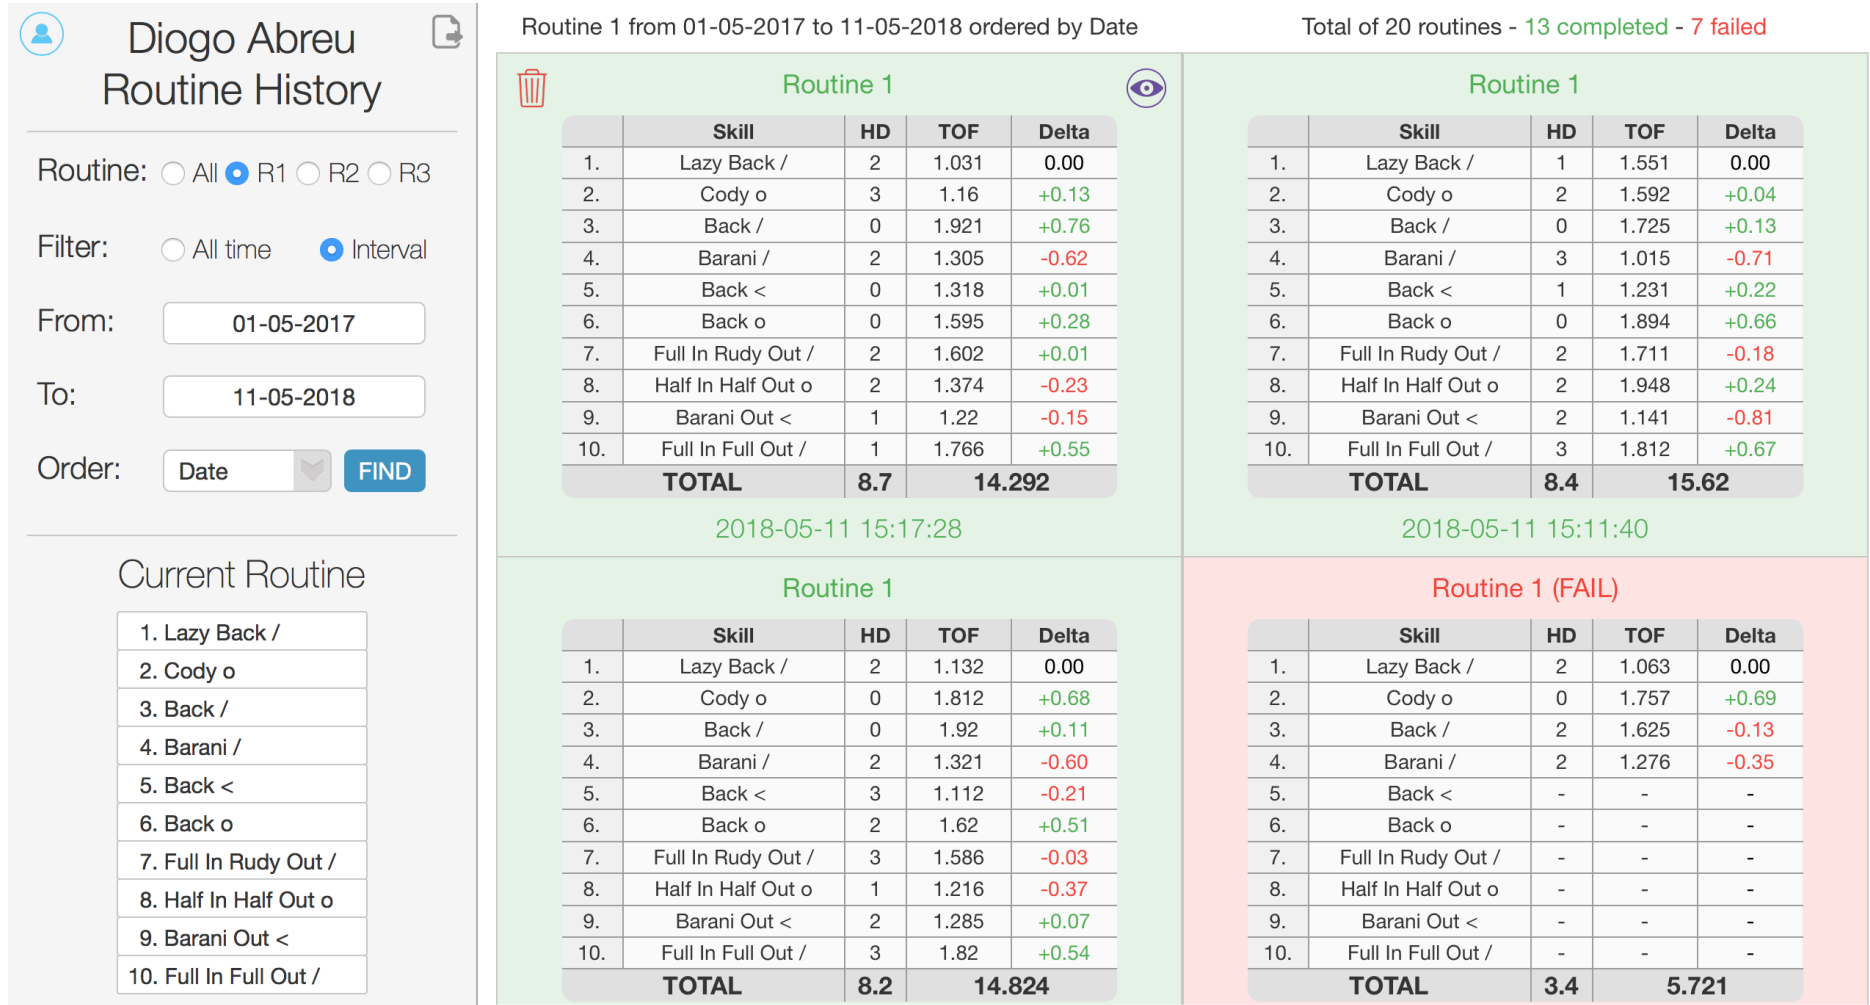 Diogo Abreu
Routine History
Routine: All R1 R2 R3
Filter: All time Interval
From: 01-05-2017
To: 11-05-2018
Order: Date FIND
Current Routine
1. Lazy Back /
2. Cody o
3. Back /
4. Barani /
5. Back <
6. Back o
7. Full In Rudy Out /
8. Half In Half Out o
9. Barani Out <
10. Full In Full Out /
Routine 1 from 01-05-2017 to 11-05-2018 ordered by Date
Total of 20 routines - 13 completed - 7 failed
Routine 1
Skill HD TOF Delta
1. Lazy Back / 2 1.031 0.00
2. Cody o 3 1.16 +0.13
3. Back / 0 1.921 +0.76
4. Barani / 2 1.305 -0.62
5. Back < 0 1.318 +0.01
6. Back o 0 1.595 +0.28
7. Full In Rudy Out / 2 1.602 +0.01
8. Half In Half Out o 2 1.374 -0.23
9. Barani Out < 1 1.22 -0.15
10. Full In Full Out / 1 1.766 +0.55
TOTAL 8.7 14.292
2018-05-11 15:17:28
Routine 1
Skill HD TOF Delta
1. Lazy Back / 1 1.551 0.00
2. Cody o 2 1.592 +0.04
3. Back / 0 1.725 +0.13
4. Barani / 3 1.015 -0.71
5. Back < 1 1.231 +0.22
6. Back o 0 1.894 +0.66
7. Full In Rudy Out / 2 1.711 -0.18
8. Half In Half Out o 2 1.948 +0.24
9. Barani Out < 2 1.141 -0.81
10. Full In Full Out / 3 1.812 +0.67
TOTAL 8.4 15.62
2018-05-11 15:11:40
Routine 1
Skill HD TOF Delta
1. Lazy Back / 2 1.132 0.00
2. Cody o 0 1.812 +0.68
3. Back / 0 1.92 +0.11
4. Barani / 2 1.321 -0.60
5. Back < 3 1.112 -0.21
6. Back o 2 1.62 +0.51
7. Full In Rudy Out / 3 1.586 -0.03
8. Half In Half Out o 1 1.216 -0.37
9. Barani Out < 2 1.285 +0.07
10. Full In Full Out / 3 1.82 +0.54
TOTAL 8.2 14.824
Routine 1 (FAIL)
Skill HD TOF Delta
1. Lazy Back / 2 1.063 0.00
2. Cody o 0 1.757 +0.69
3. Back / 2 1.625 -0.13
4. Barani / 2 1.276 -0.35
5. Back < - - -
6. Back o - - -
7. Full In Rudy Out / - - -
8. Half In Half Out o - - -
9. Barani Out < - - -
10. Full In Full Out / - - -
TOTAL 3.4 5.721